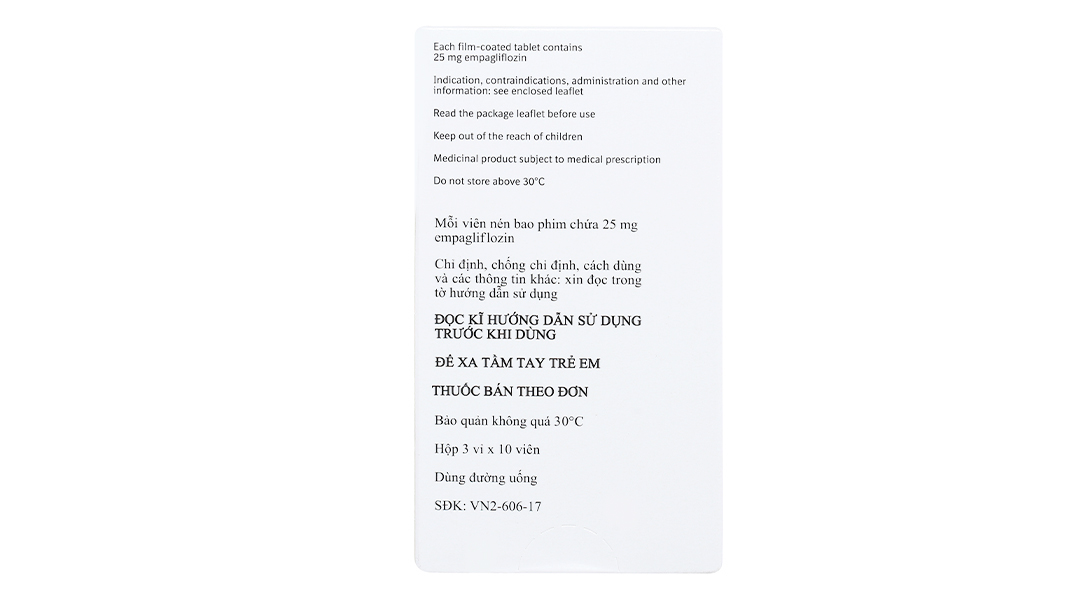 Each film-coated tablet contains
25 mg empagliflozin
Indication, contraindications, administration and other
information: see enclosed leaflet
Read the package leaflet before use
Keep out of the reach of children
Medicinal product subject to medical prescription
Do not store above 30°C
Mỗi viên nén bao phim chứa 25 mg
empagliflozin
Chỉ định, chống chỉ định, cách dùng
và các thông tin khác: xin đọc trong
tờ hướng dẫn sử dụng
ĐỌC KĨ HƯỚNG DẪN SỬ DỤNG
TRƯỚC KHI DÙNG
ĐỂ XA TẦM TAY TRẺ EM
THUỐC BÁN THEO ĐƠN
Bảo quản không quá 30°C
Hộp 3 vỉ x 10 viên
Dùng đường uống
SĐK: VN2-606-17